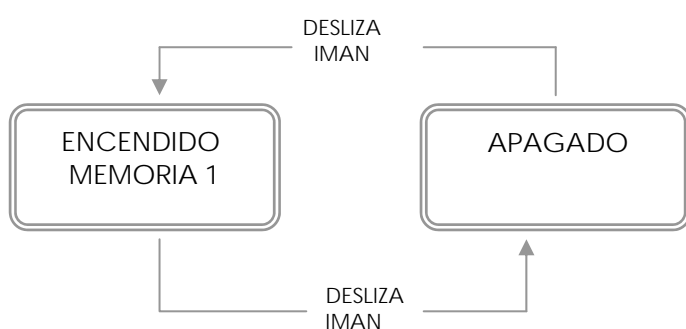 DESLIZA
IMAN
ENCENDIDO
MEMORIA 1
APAGADO
DESLIZA
IMAN